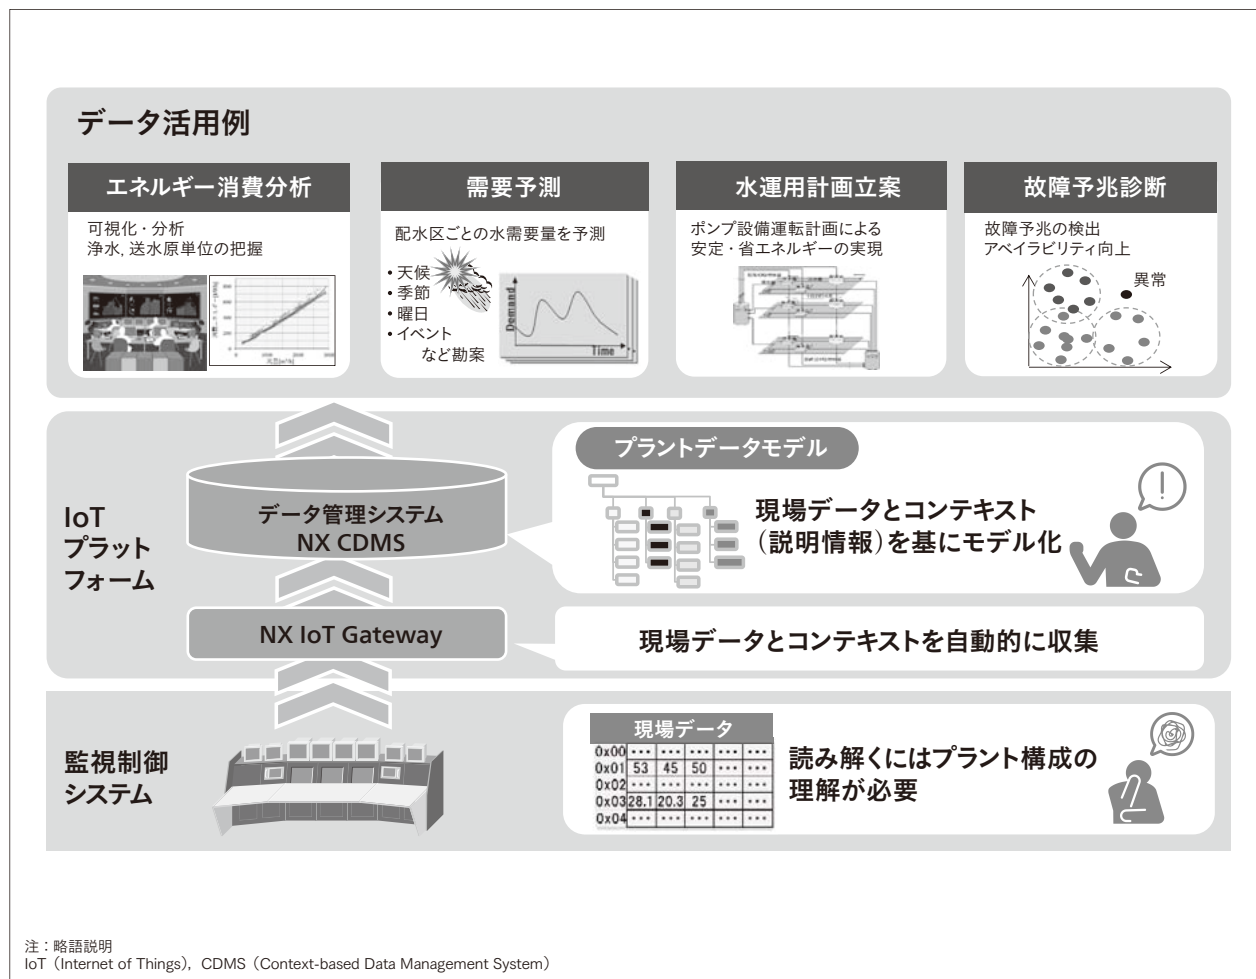 データ活用例
エネルギー消費分析
可視化・分析
浄水, 送水原単位の把握
需要予測
配水区ごとの水需要量を予測
• 天候
• 季節
• 曜日
• イベント
など勘案
Demand
Time
水運用計画立案
ポンプ設備運転計画による
安定・省エネルギーの実現
故障予兆診断
故障予兆の検出
アベイラビリティ向上
異常
IoT
プラット
フォーム
データ管理システム
NX CDMS
プラントデータモデル
現場データとコンテキスト
（説明情報）を基にモデル化
NX IoT Gateway
現場データとコンテキストを自動的に収集
監視制御
システム
現場データ
0x00 ··· ··· ··· ··· ···
0x01 53 45 50 ··· ···
0x02 ··· ··· ··· ··· ···
0x03 28.1 20.3 25 ··· ···
0x04 ··· ··· ··· ··· ···
読み解くにはプラント構成の
理解が必要
注：略語説明
IoT（Internet of Things），CDMS（Context-based Data Management System）